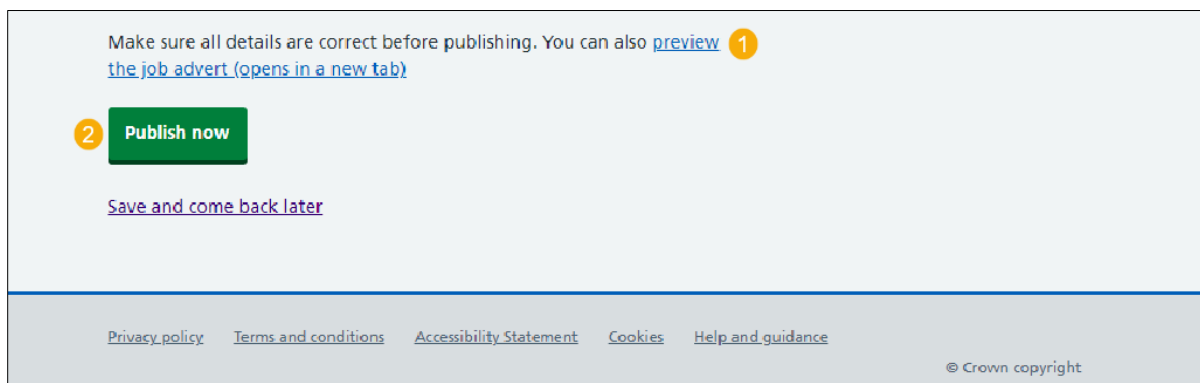 Make sure all details are correct before publishing. You can also preview 1
the job advert (opens in a new tab)
2 Publish now
Save and come back later
Privacy policy Terms and conditions Accessibility Statement Cookies Help and guidance
© Crown copyright